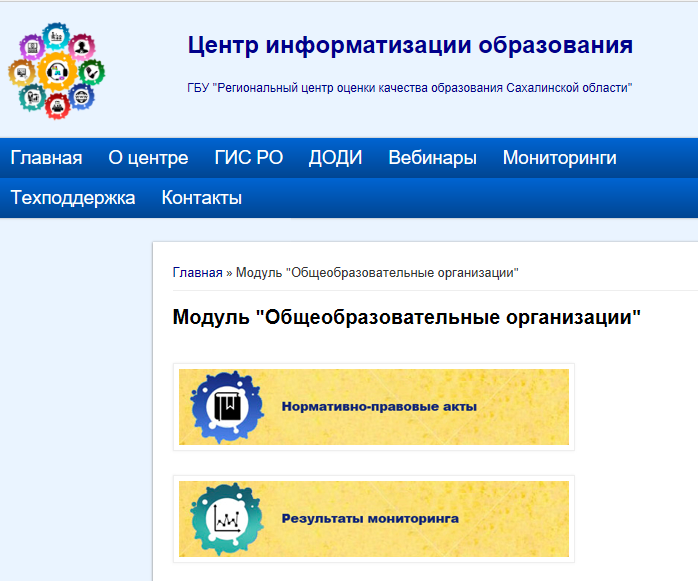 Центр информатизации образования
ГБУ "Региональный центр оценки качества образования Сахалинской области"
Главная О центре ГИС РО ДОДИ Вебинары Мониторинги
Техподдержка Контакты
Главная » Модуль "Общеобразовательные организации"
Модуль "Общеобразовательные организации"
Нормативно-правовые акты
Результаты мониторинга